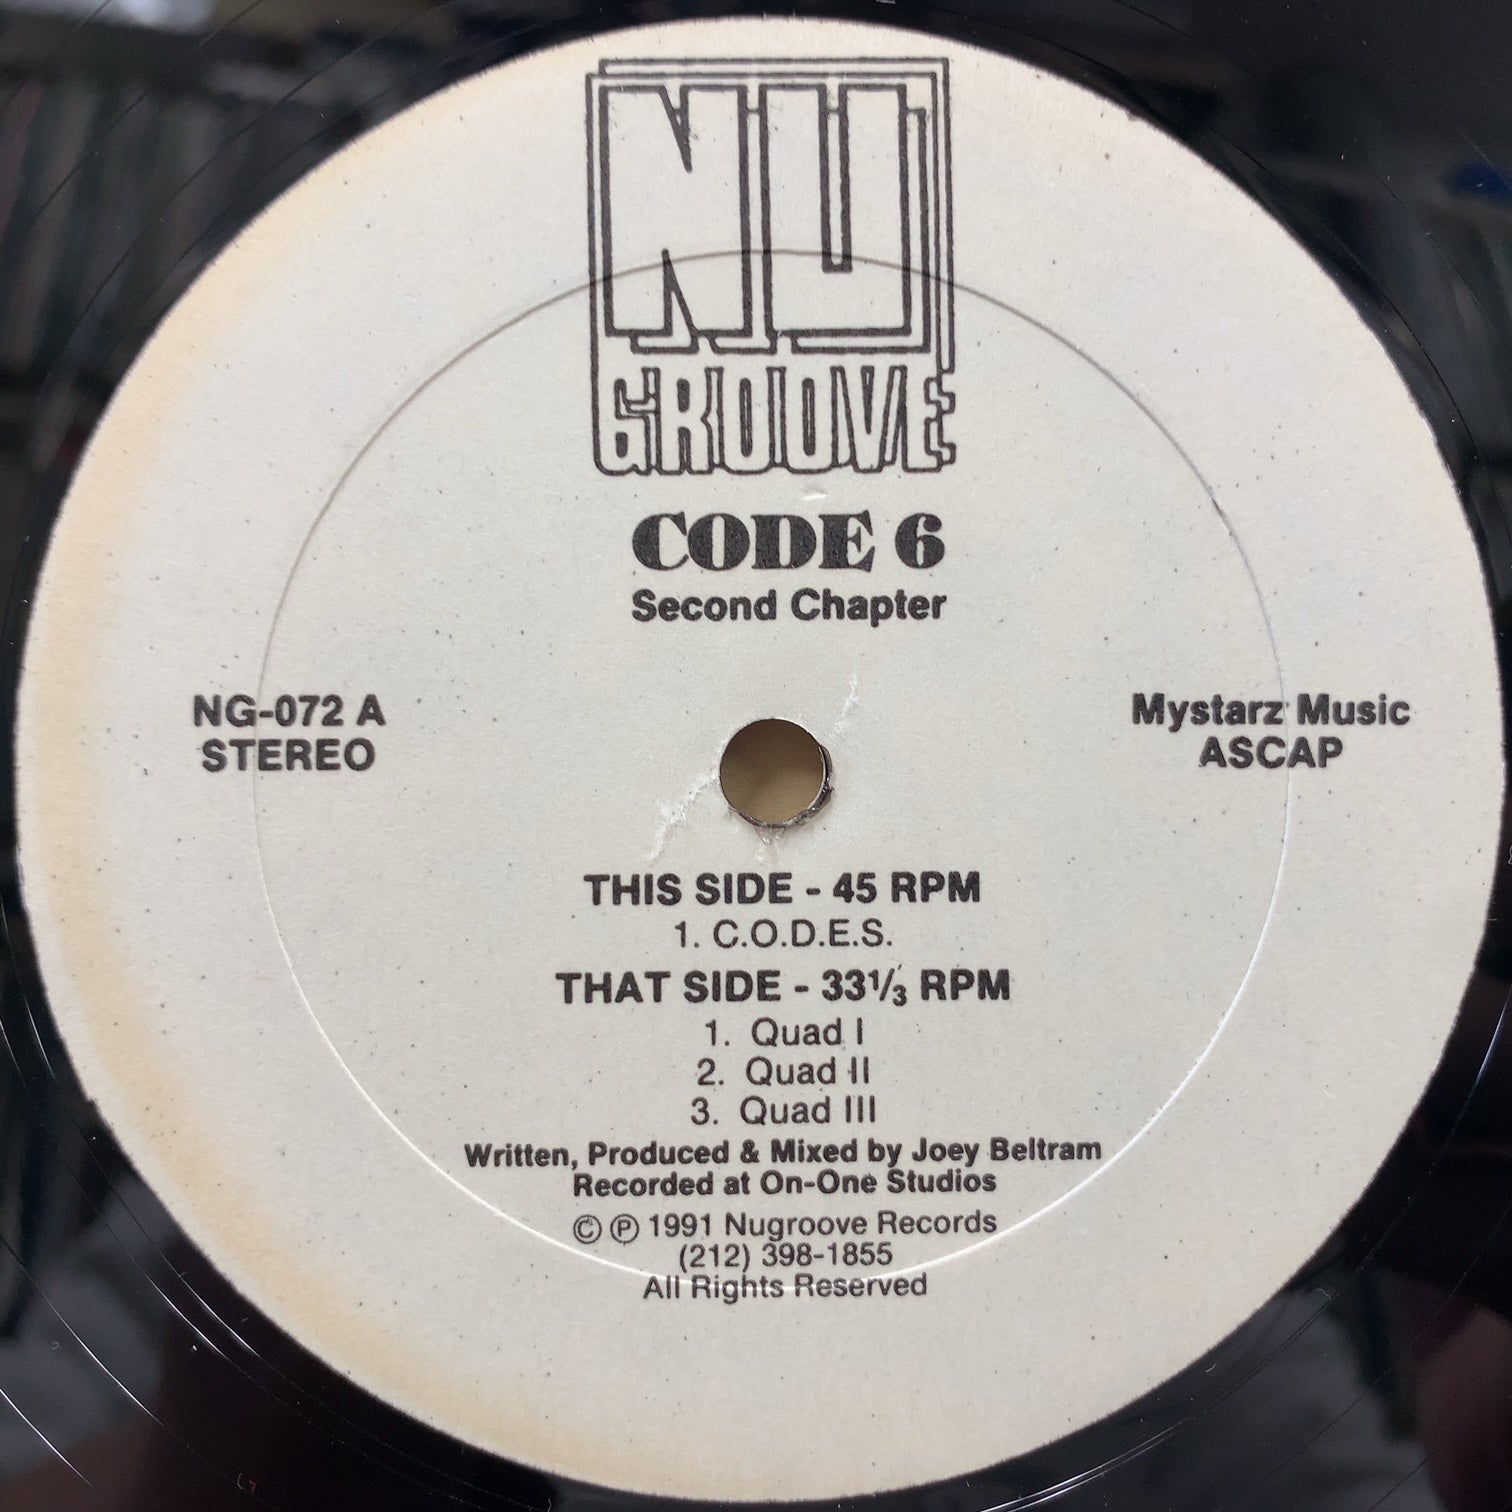 NU
GROOVE
CODE 6
Second Chapter
NG-072 A
STEREO
Mystarz Music
ASCAP
THIS SIDE - 45 RPM
1. C.O.D.E.S.
THAT SIDE - 33⅓ RPM
1. Quad I
2. Quad II
3. Quad III
Written, Produced & Mixed by Joey Beltram
Recorded at On-One Studios
© ℗ 1991 Nugroove Records
(212) 398-1855
All Rights Reserved